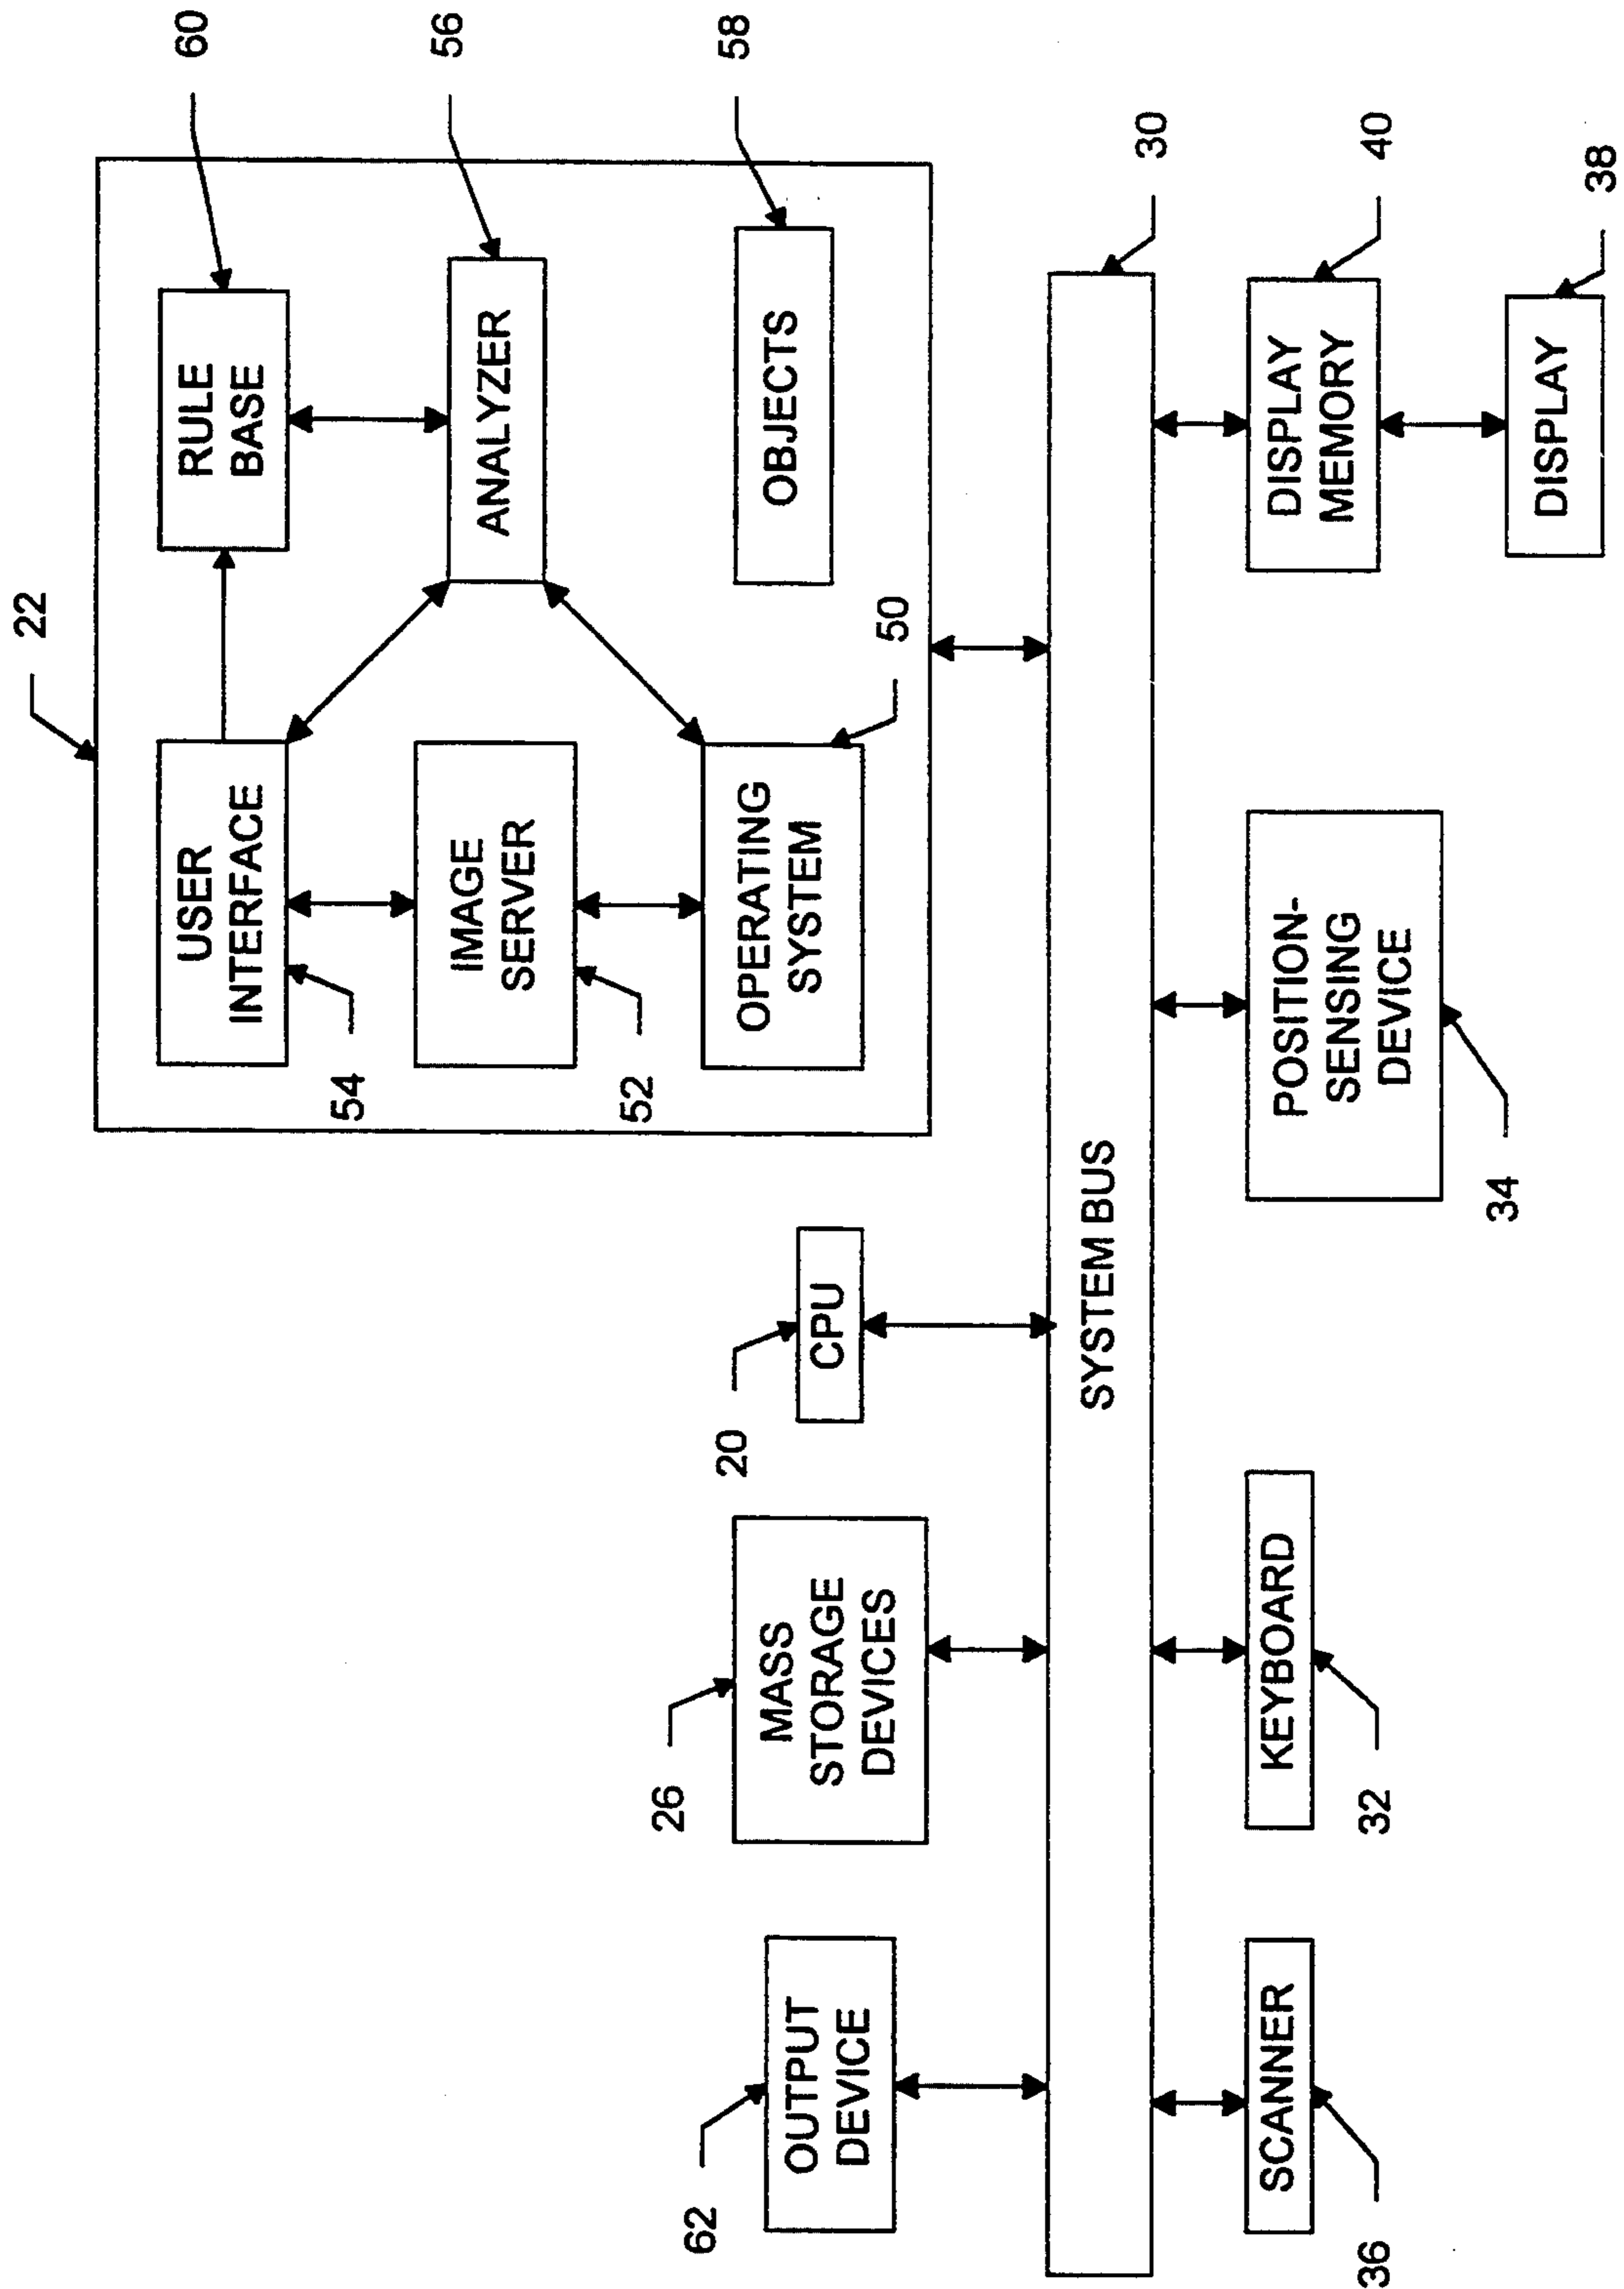 22
60
USER
INTERFACE
RULE
BASE
54
56
IMAGE
SERVER
ANALYZER
52
58
62
OUTPUT
DEVICE
26
MASS
STORAGE
DEVICES
20
CPU
OPERATING
SYSTEM
50
OBJECTS
SYSTEM BUS
30
SCANNER
36
KEYBOARD
32
POSITION-
SENSING
DEVICE
34
DISPLAY
MEMORY
40
DISPLAY
38